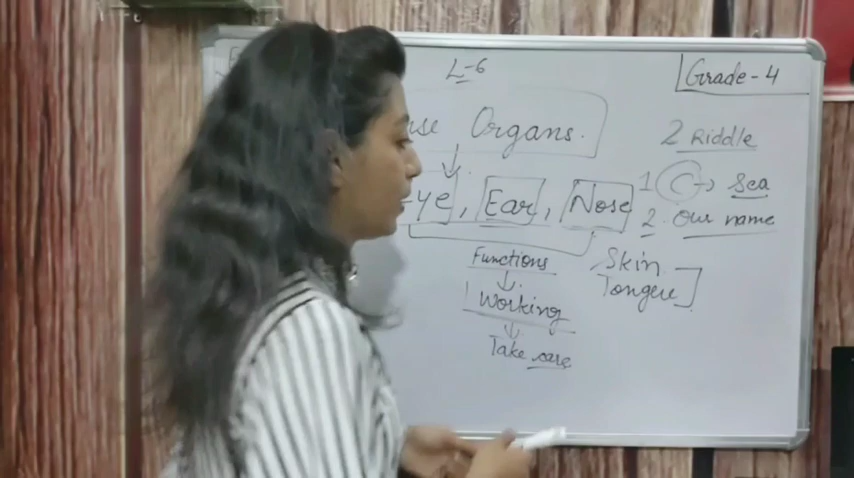 L-6
Grade-4
Organs.
2 Riddle
1 C → Sea
ye, Ear, Nose
2. Our name
Functions
Skin
Tongue
Working
Take care